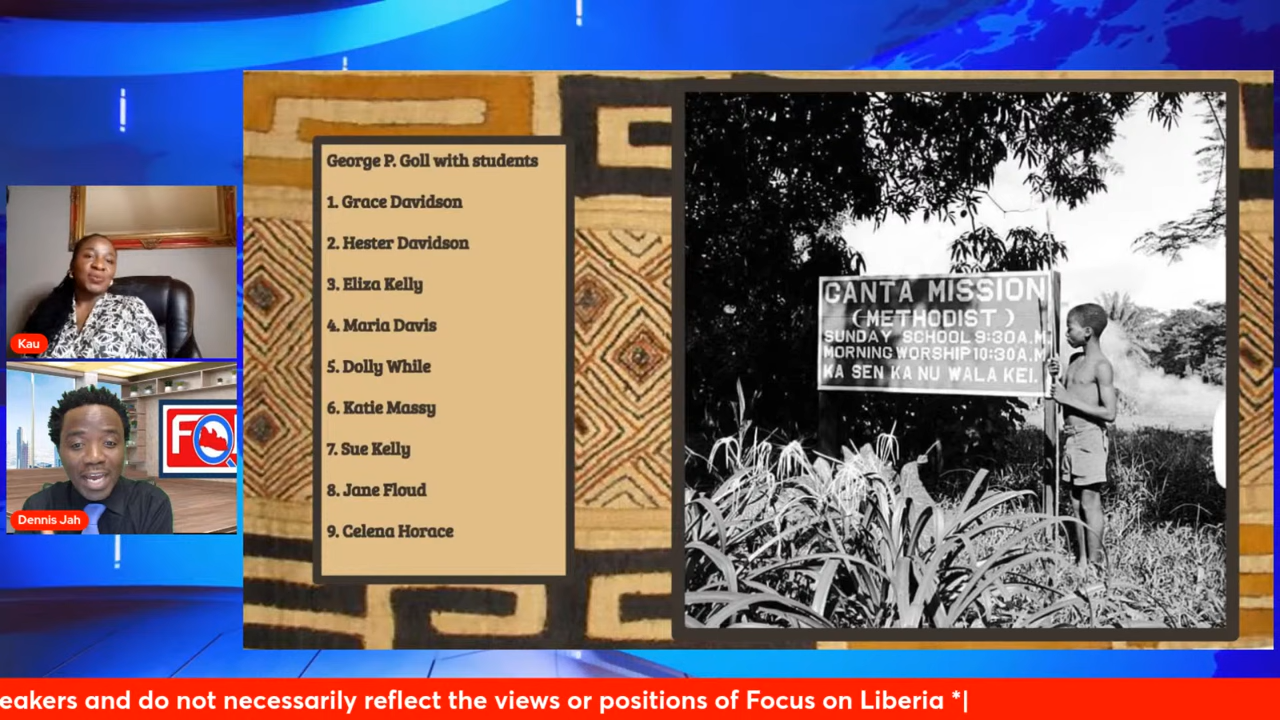 George P. Goll with students
1. Grace Davidson
2. Hester Davidson
3. Eliza Kelly
4. Maria Davis
5. Dolly While
6. Katie Massy
7. Sue Kelly
8. Jane Floud
9. Celena Horace
GANTA MISSION
(METHODIST)
SUNDAY SCHOOL 9:30A.M.
MORNING WORSHIP 10:30A.M
KA SEN KA NU WALA KEI.
Kau
Dennis Jah
eakers and do not necessarily reflect the views or positions of Focus on Liberia *|